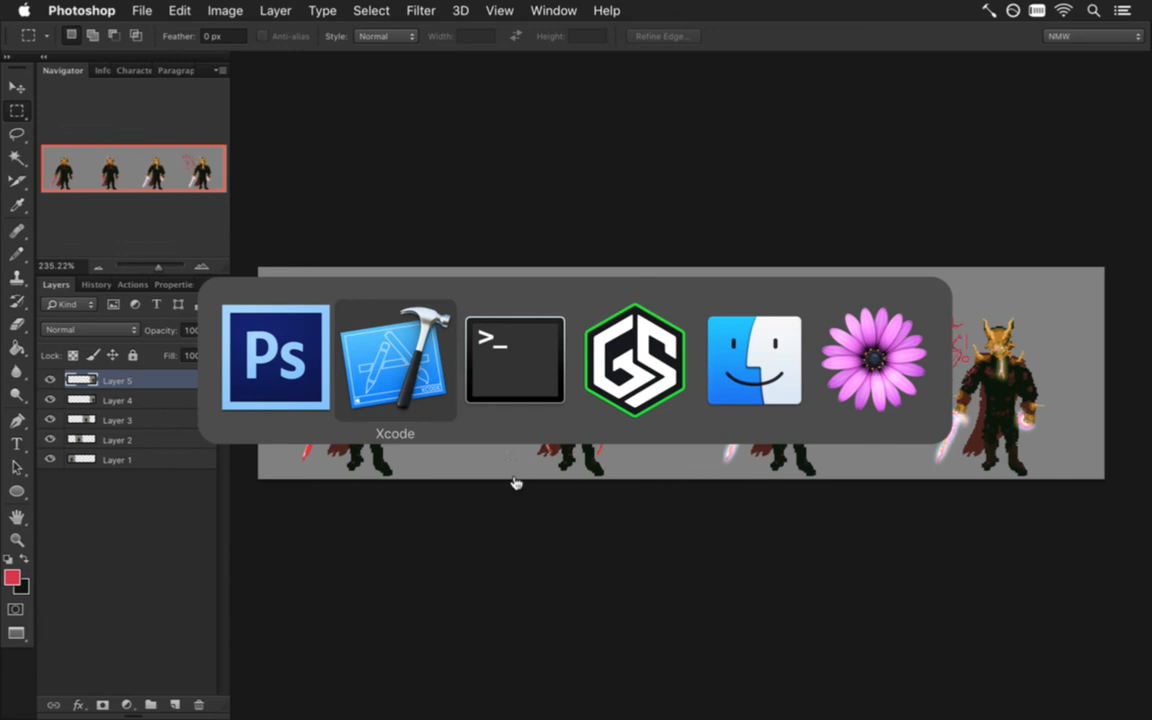 Photoshop File Edit Image Layer Type Select Filter 3D View Window Help
Feather: 0 px Anti-alias Style: Normal Width: Height: Refine Edge... NMW
Navigator Info Characte Paragrap
235.22%
Layers History Actions Propertie
Kind
Normal Opacity: 100
Lock: Fill: 100
Layer 5
Layer 4
Layer 3
Layer 2
Layer 1
Ps
>_
GS
Xcode